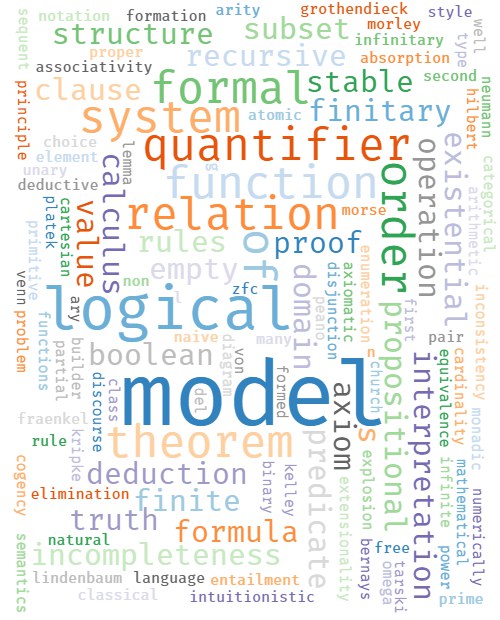 notation formation arity grothendieck style
sequent structure subset morley well
proper infinitary type
associativity recursive absorption
principle clause formal stable second neumann
system atomic finitary hilbert
choice lemma quantifier operation existential categorical
element
unary calculus function order arithmetic
deductive
primitive platek cartesian value relation morse
rules of proof
venn ary non empty domain disjunction axiomatic enumeration
zfc
logical peano first inconsistency
problem functions partial builder naive many propositional pair
boolean diagram von n interpretation equivalence cardinality
discourse class model church monadic
del formed axiom s
fraenkel kripke theorem
rule predicate explosion
cogency deduction binary kelley infinite mathematical numerically
elimination finite extensionality
truth formula
semantics natural bernays free tarski power
incompleteness omega
lindenbaum language entailment
classical intuitionistic prime